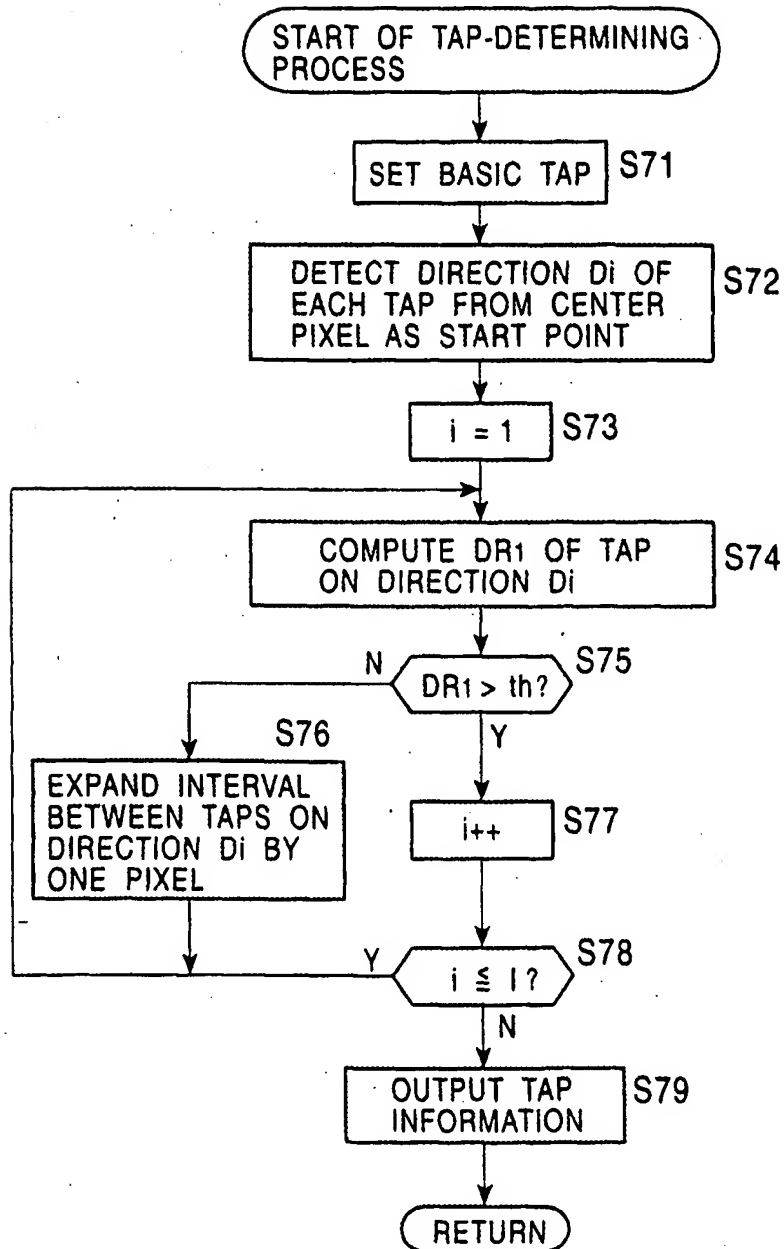 START OF TAP-DETERMINING
PROCESS
SET BASIC TAP
S71
DETECT DIRECTION Di OF
EACH TAP FROM CENTER
PIXEL AS START POINT
S72
i = 1
S73
COMPUTE DR1 OF TAP
ON DIRECTION Di
S74
DR1 > th?
S75
N
Y
S76
EXPAND INTERVAL
BETWEEN TAPS ON
DIRECTION Di BY
ONE PIXEL
i++
S77
i ≦ I?
S78
Y
N
OUTPUT TAP
INFORMATION
S79
RETURN